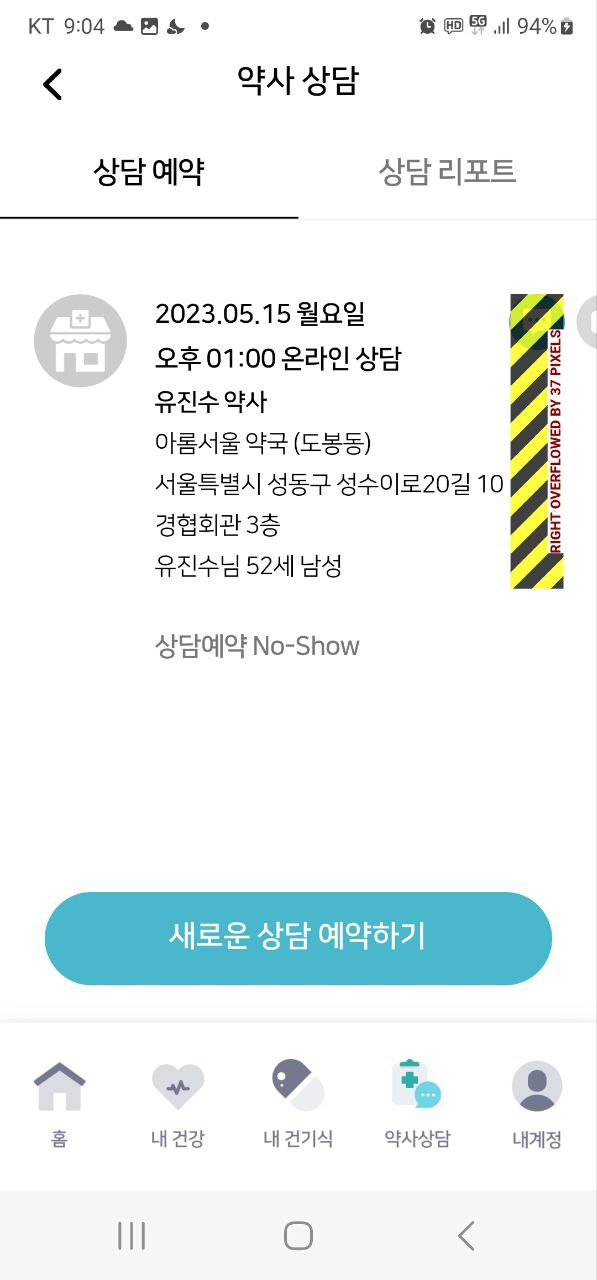 KT 9:04 HD 5G 94%
약사 상담
상담 예약 상담 리포트
2023.05.15 월요일
오후 01:00 온라인 상담
유진수 약사
아롬서울 약국 (도봉동)
서울특별시 성동구 성수이로20길 10
경협회관 3층
유진수님 52세 남성
RIGHT OVERFLOWED BY 37 PIXELS
상담예약 No-Show
새로운 상담 예약하기
홈 내 건강 내 건기식 약사상담 내계정